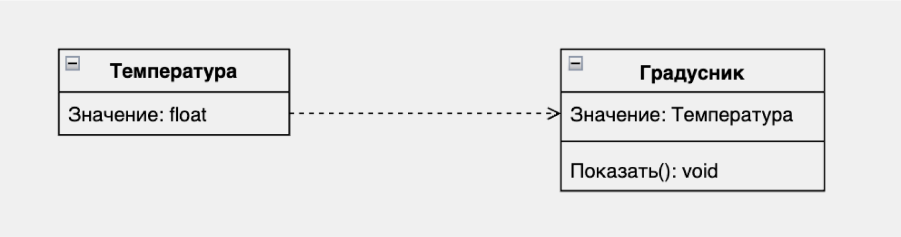 Температура
Значение: float
Градусник
Значение: Температура
Показать(): void